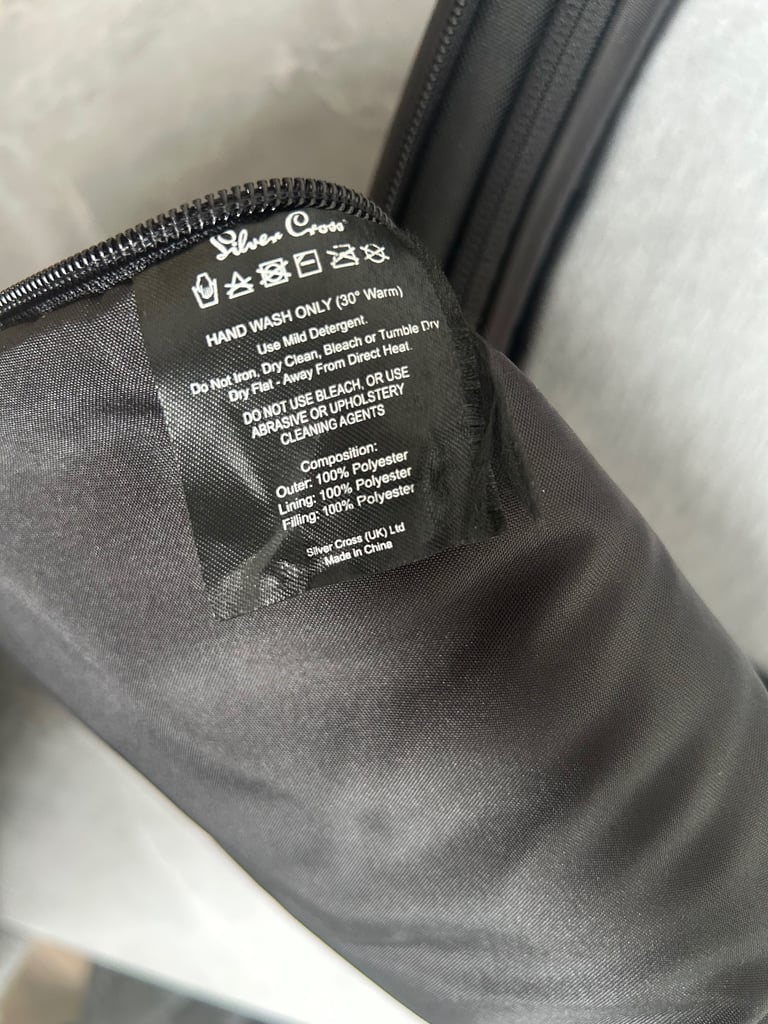 Silver Cross
HAND WASH ONLY (30° Warm)
Use Mild Detergent.
Do Not Iron, Dry Clean, Bleach or Tumble Dry
Dry Flat - Away From Direct Heat.
DO NOT USE BLEACH, OR USE
ABRASIVE OR UPHOLSTERY
CLEANING AGENTS
Composition:
Outer: 100% Polyester
Lining: 100% Polyester
Filling: 100% Polyester
Silver Cross (UK) Ltd
Made in China